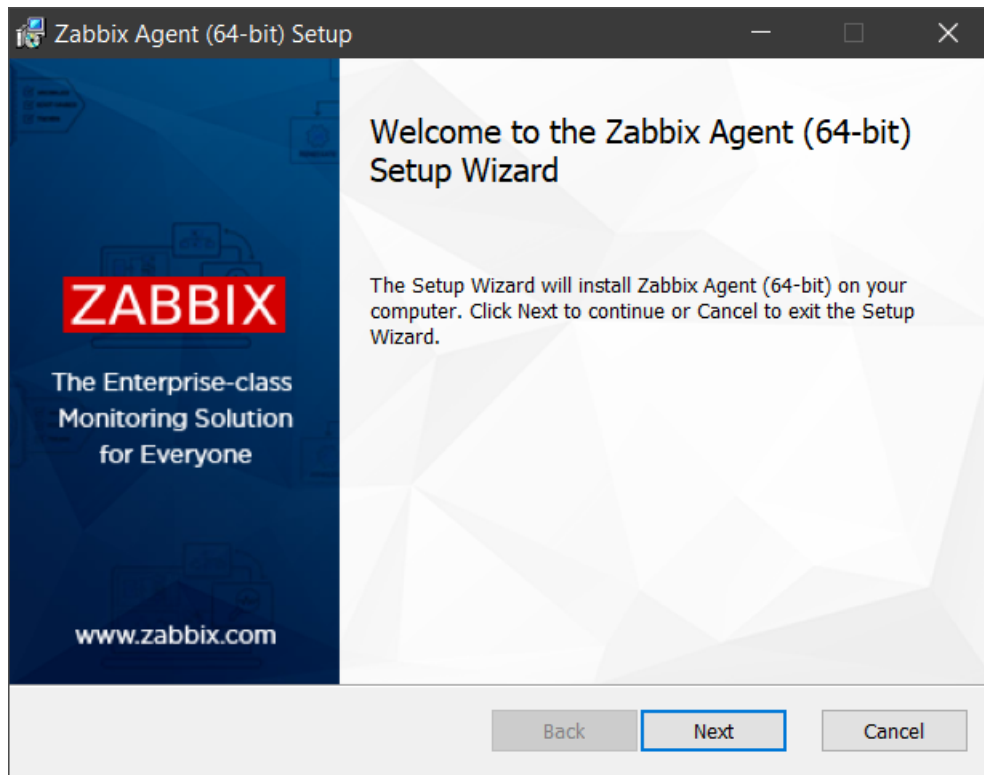 Zabbix Agent (64-bit) Setup
Welcome to the Zabbix Agent (64-bit)
Setup Wizard
The Setup Wizard will install Zabbix Agent (64-bit) on your
computer. Click Next to continue or Cancel to exit the Setup
Wizard.
ZABBIX
The Enterprise-class
Monitoring Solution
for Everyone
www.zabbix.com
Back
Next
Cancel